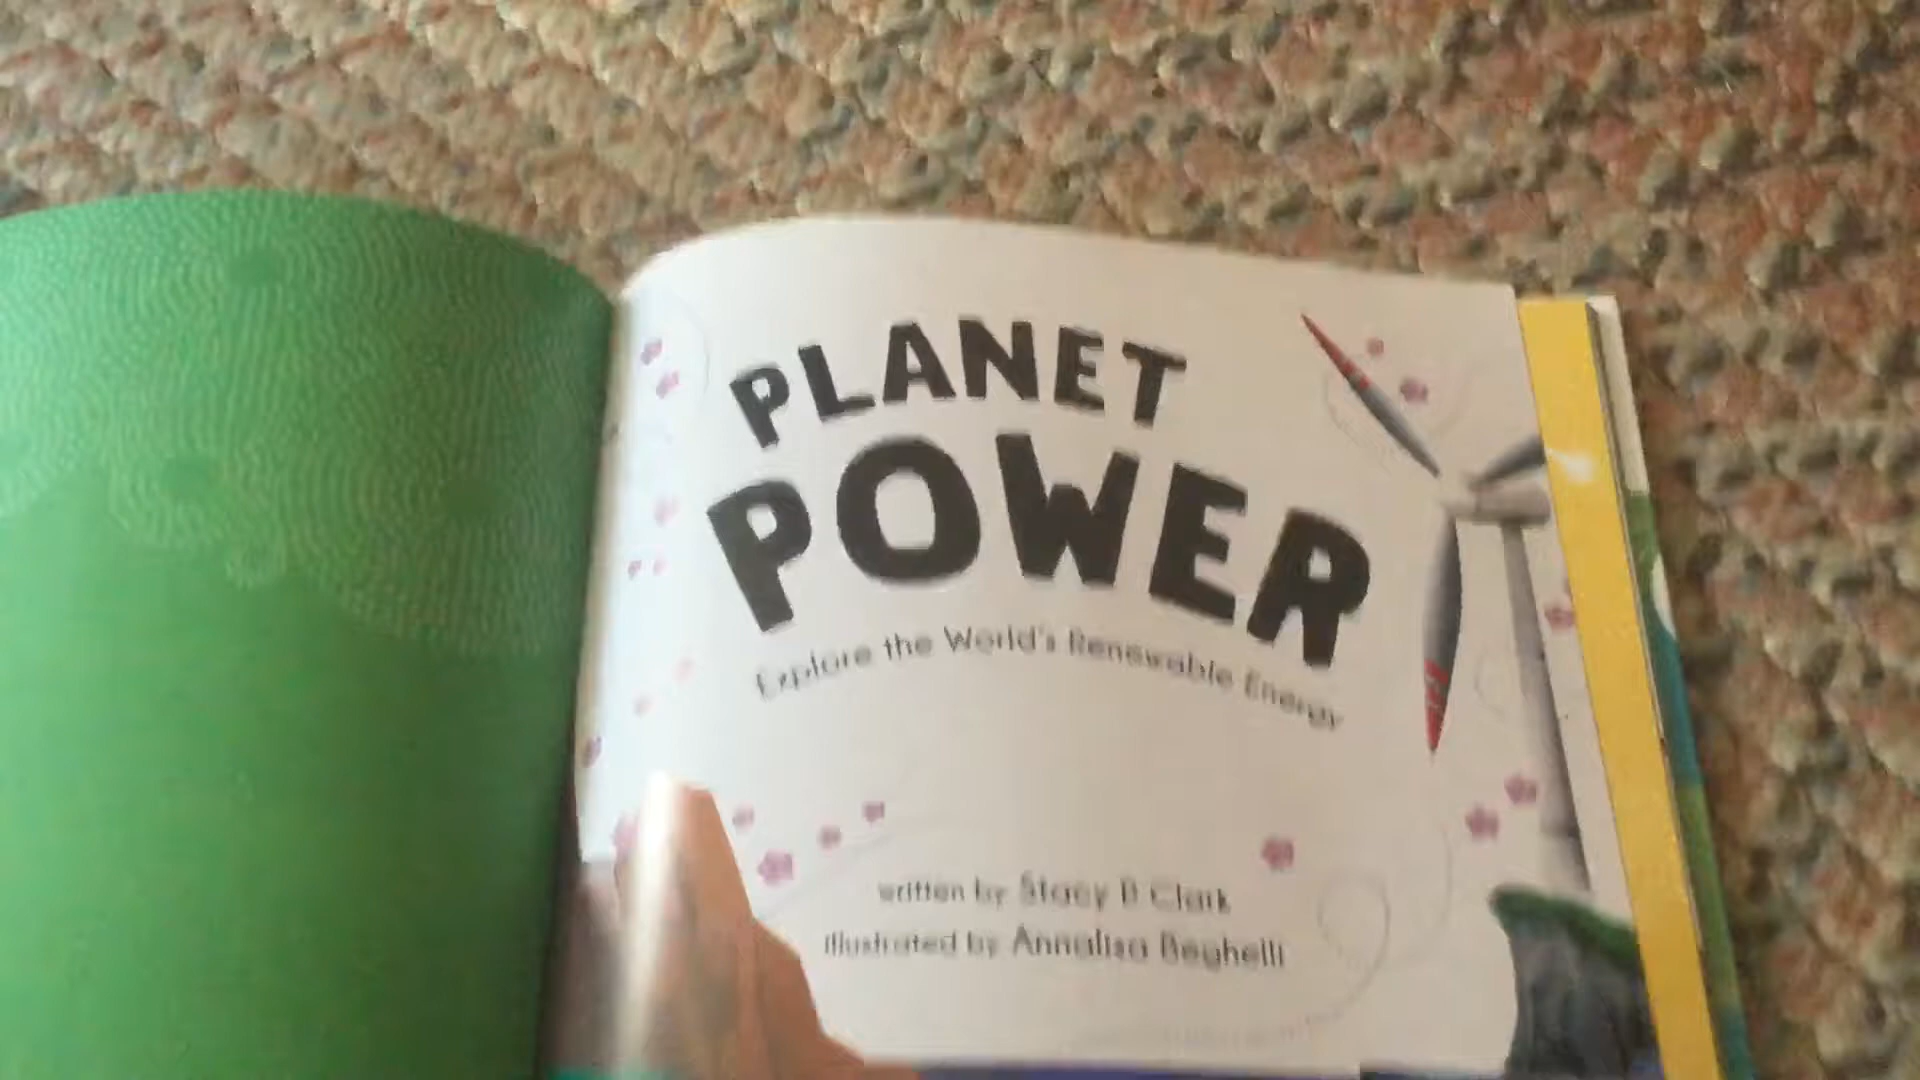 PLANET
POWER
Explore the World's Renewable Energy
written by Stacy B Clark
illustrated by Annalisa Beghelli